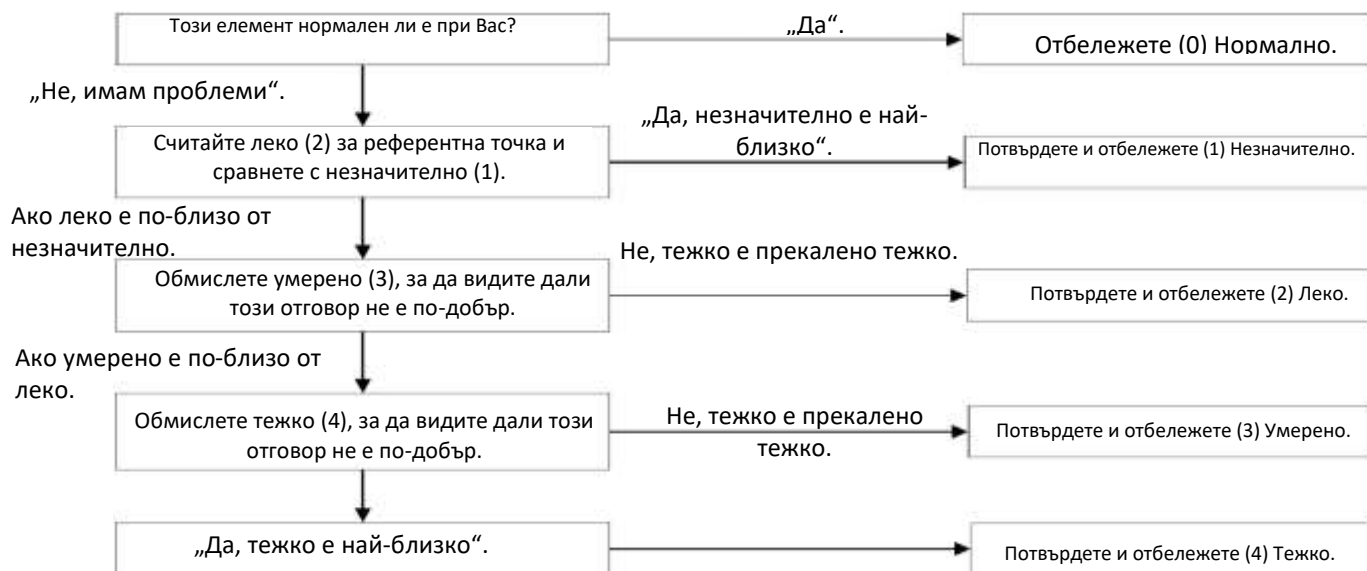 Този елемент нормален ли е при Вас?
„Да“.
Отбележете (0) Нормално.
„Не, имам проблеми“.
Считайте леко (2) за референтна точка и
сравнете с незначително (1).
„Да, незначително е най-
близко“.
Потвърдете и отбележете (1) Незначително.
Ако леко е по-близо от
незначително.
Обмислете умерено (3), за да видите дали
този отговор не е по-добър.
Не, тежко е прекалено тежко.
Потвърдете и отбележете (2) Леко.
Ако умерено е по-близо от
леко.
Обмислете тежко (4), за да видите дали този
отговор не е по-добър.
Не, тежко е прекалено
тежко.
Потвърдете и отбележете (3) Умерено.
„Да, тежко е най-близко“.
Потвърдете и отбележете (4) Тежко.